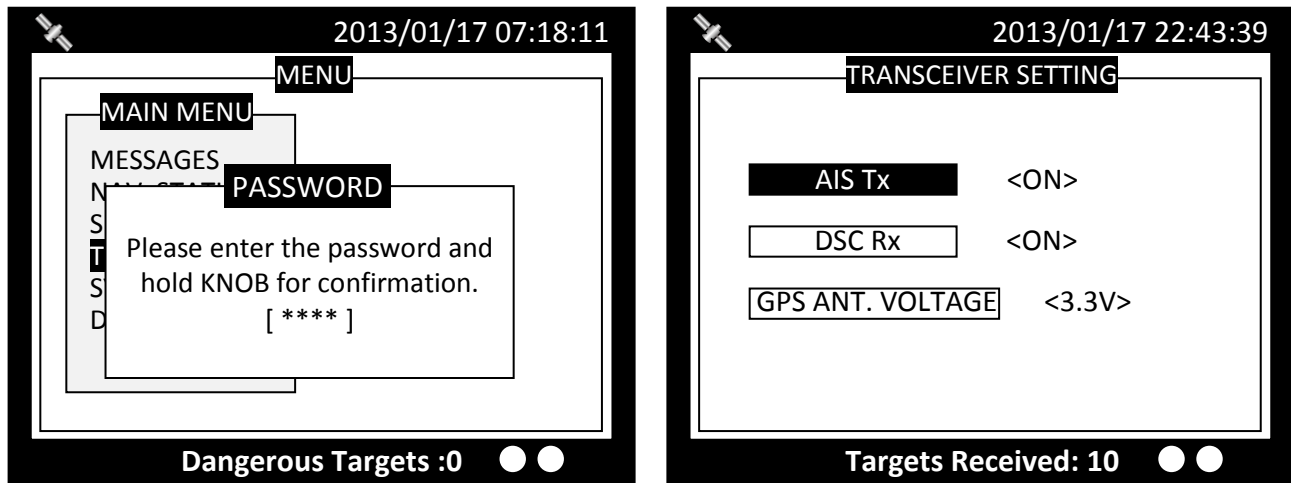 2013/01/17 07:18:11
MENU
MAIN MENU
MESSAGES
PASSWORD
Please enter the password and
hold KNOB for confirmation.
[ **** ]
Dangerous Targets :0
2013/01/17 22:43:39
TRANSCEIVER SETTING
AIS Tx <ON>
DSC Rx <ON>
GPS ANT. VOLTAGE <3.3V>
Targets Received: 10